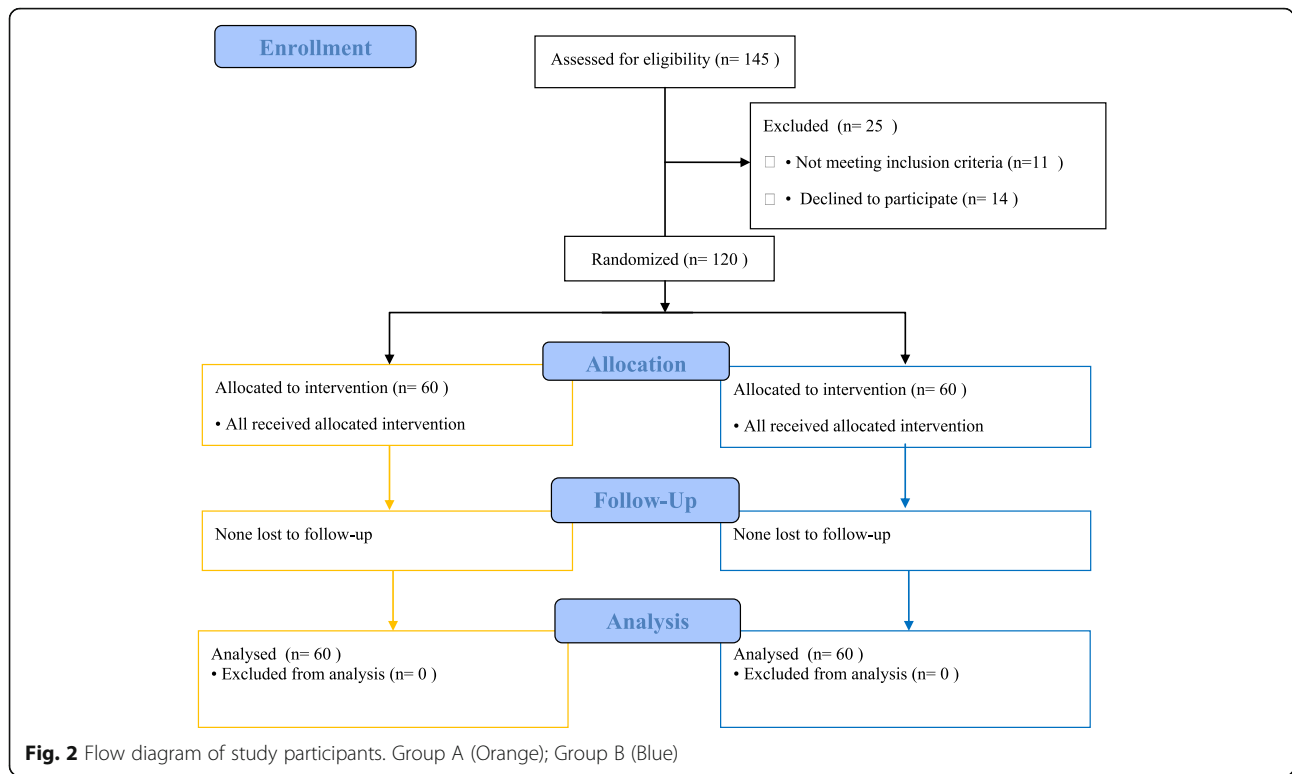 Enrollment
Assessed for eligibility (n= 145 )
Excluded (n= 25 )
□ • Not meeting inclusion criteria (n=11 )
□ • Declined to participate (n= 14 )
Randomized (n= 120 )
Allocation
Allocated to intervention (n= 60 )
• All received allocated intervention
Allocated to intervention (n= 60 )
• All received allocated intervention
Follow-Up
None lost to follow-up
None lost to follow-up
Analysis
Analysed (n= 60 )
• Excluded from analysis (n= 0 )
Analysed (n= 60 )
• Excluded from analysis (n= 0 )
Fig. 2 Flow diagram of study participants. Group A (Orange); Group B (Blue)